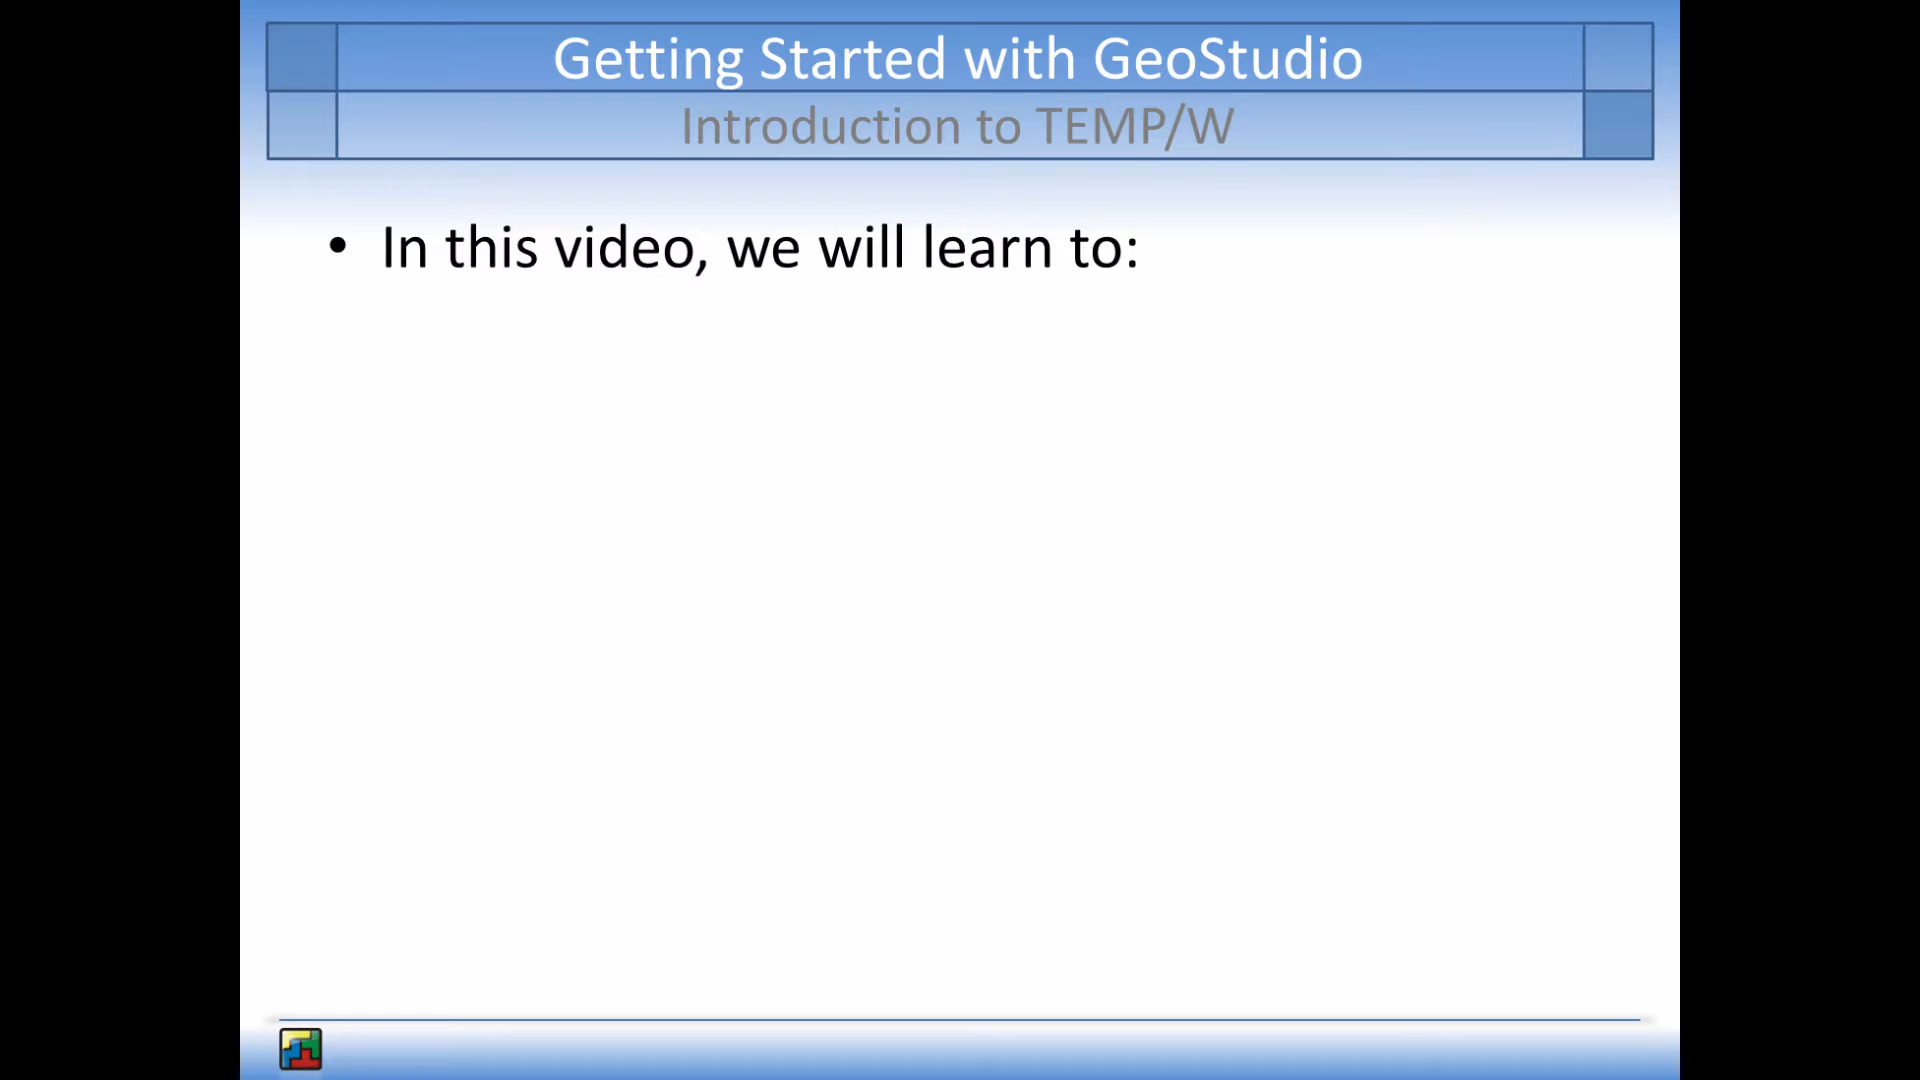 Getting Started with GeoStudio
Introduction to TEMP/W
• In this video, we will learn to: